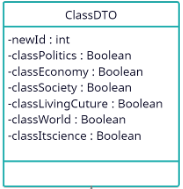 ClassDTO
-newId : int
-classPolitics : Boolean
-classEconomy : Boolean
-classSociety : Boolean
-classLivingCuture : Boolean
-classWorld : Boolean
-classItscience : Boolean